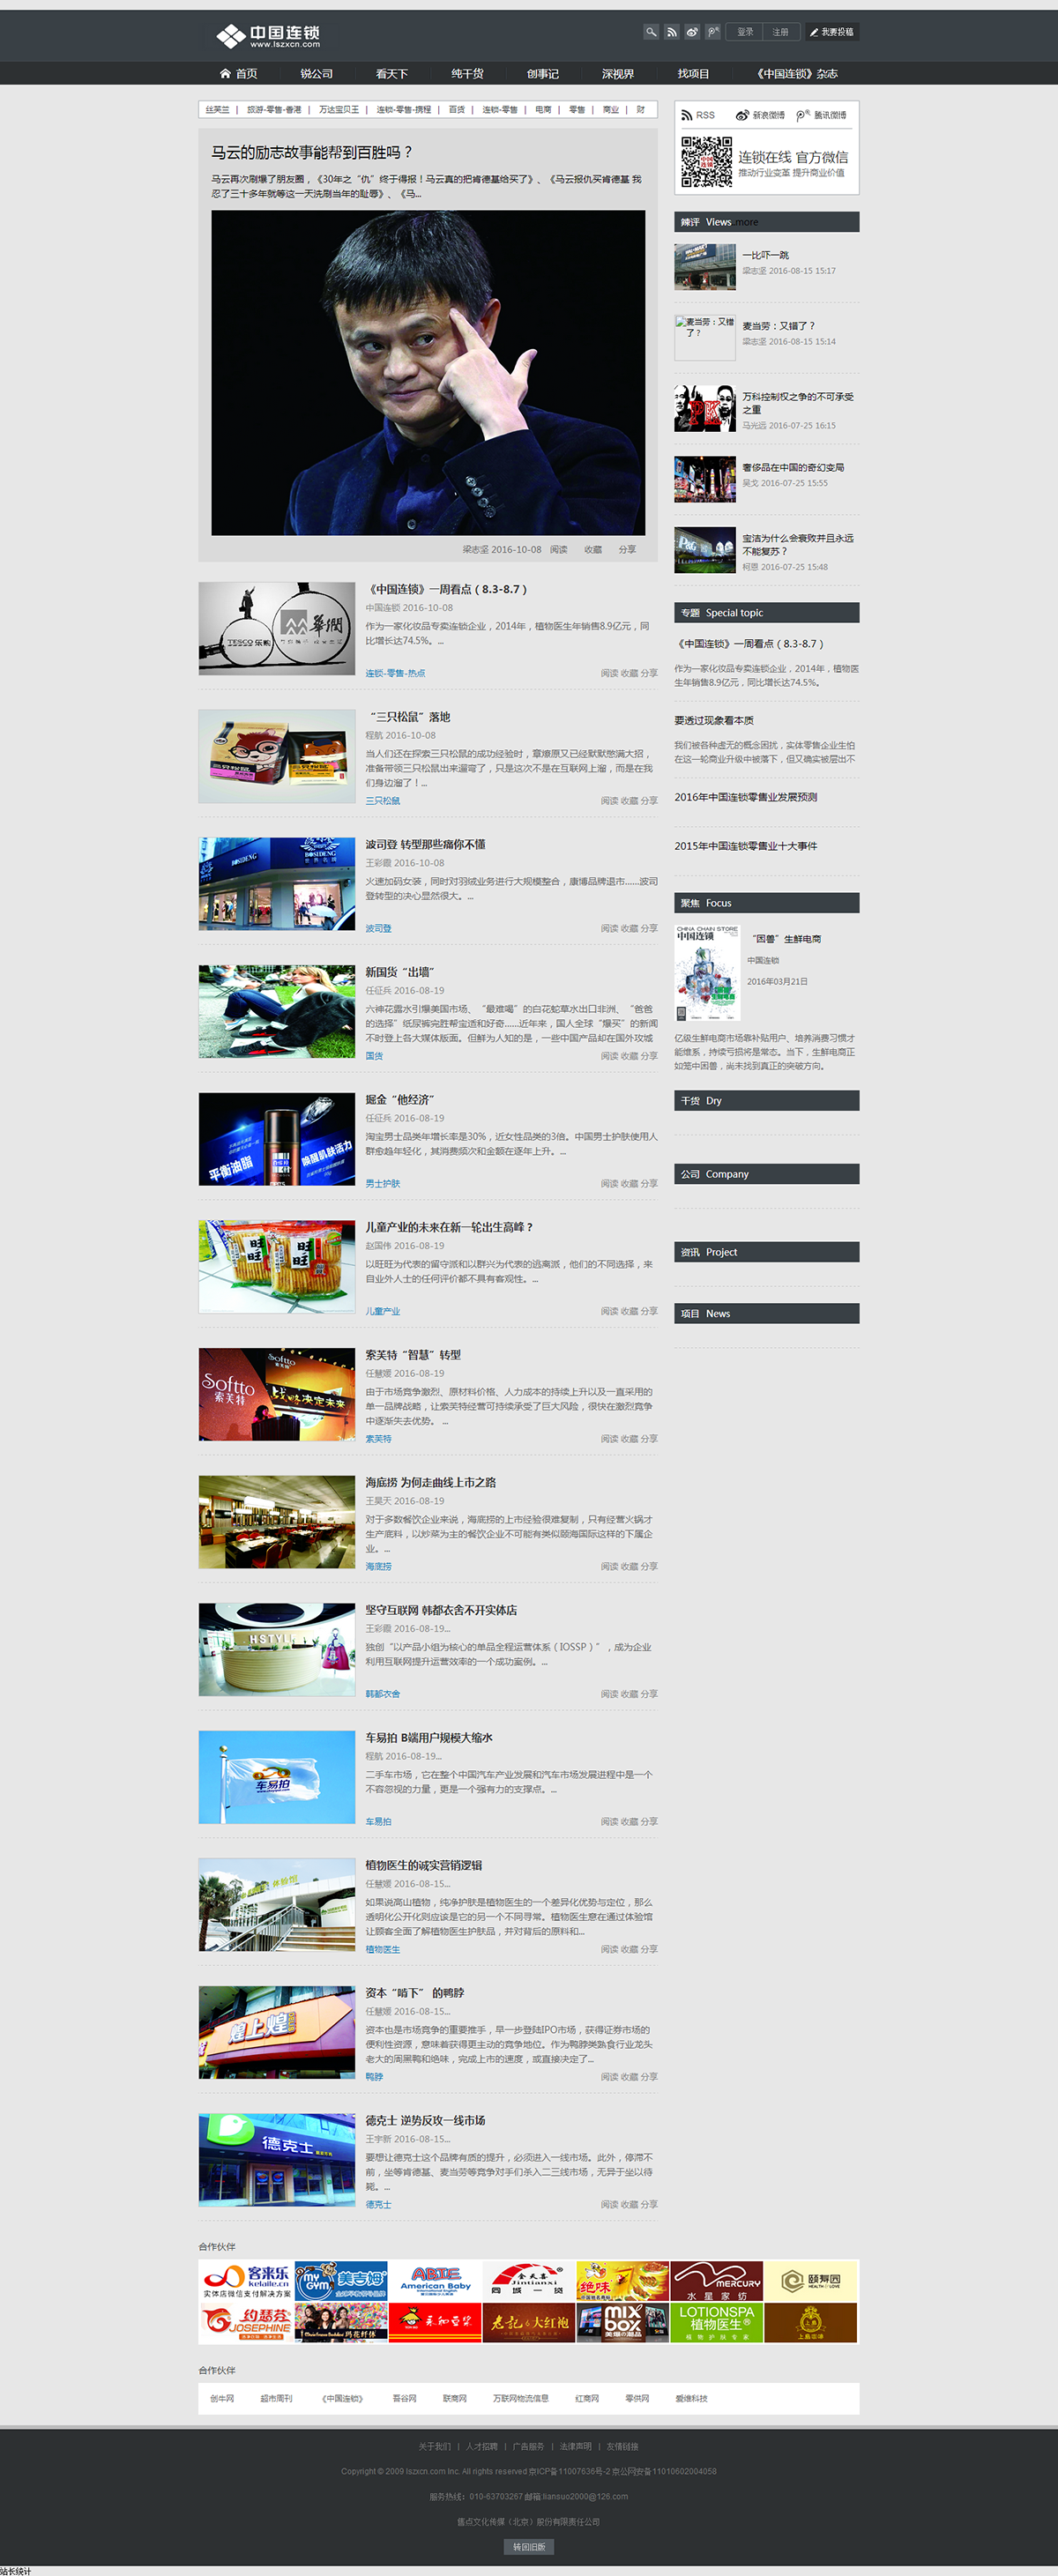 中国连锁
www.lszxcn.com
登录 注册 我要投稿
首页 锐公司 看天下 纯干货 创事记 深视界 找项目 《中国连锁》杂志
丝芙兰 | 旅游-零售-香港 | 万达宝贝王 | 连锁-零售-携程 | 百货 | 连锁-零售 | 电商 | 零售 | 商业 | 财
马云的励志故事能帮到百胜吗？
马云再次刷爆了朋友圈，《30年之“仇”终于得报！马云真的把肯德基给买了》、《马云报仇买肯德基 我
忍了三十多年就等这一天洗刷当年的耻辱》、《马...
梁志坚 2016-10-08 阅读 收藏 分享
《中国连锁》一周看点（8.3-8.7）
中国连锁 2016-10-08
作为一家化妆品专卖连锁企业，2014年，植物医生年销售8.9亿元，同
比增长达74.5%。...
连锁-零售-热点 阅读 收藏 分享
“三只松鼠”落地
程航 2016-10-08
当人们还在探索三只松鼠的成功经验时，章燎原又已经默默憋满大招，
准备带领三只松鼠出来遛弯了，只是这次不是在互联网上溜，而是在我
们身边溜了！...
三只松鼠 阅读 收藏 分享
波司登 转型那些痛你不懂
王彩霞 2016-10-08
火速加码女装，同时对羽绒业务进行大规模整合，康博品牌退市......波司
登转型的决心显然很大。...
波司登 阅读 收藏 分享
新国货“出墙”
任征兵 2016-08-19
六神花露水引爆美国市场、“最难喝”的白花蛇草水出口非洲、“爸爸
的选择”纸尿裤完胜帮宝适和好奇......近年来，国人全球“爆买”的新闻
不时登上各大媒体版面。但鲜为人知的是，一些中国产品却在国外攻城
国货 阅读 收藏 分享
掘金“他经济”
任征兵 2016-08-19
淘宝男士品类年增长率是30%，近女性品类的3倍。中国男士护肤使用人
群愈趋年轻化，其消费频次和金额在逐年上升。...
男士护肤 阅读 收藏 分享
儿童产业的未来在新一轮出生高峰？
赵国伟 2016-08-19
以旺旺为代表的留守派和以群兴为代表的逃离派，他们的不同选择，来
自业外人士的任何评价都不具有客观性。...
儿童产业 阅读 收藏 分享
索芙特“智慧”转型
任慧媛 2016-08-19
由于市场竞争激烈、原材料价格、人力成本的持续上升以及一直采用的
单一品牌战略，让索芙特经营可持续承受了巨大风险，很快在激烈竞争
中逐渐失去优势。 ...
索芙特 阅读 收藏 分享
海底捞 为何走曲线上市之路
王昊天 2016-08-19
对于多数餐饮企业来说，海底捞的上市经验很难复制，只有经营火锅才
生产底料，以炒菜为主的餐饮企业不可能有类似颐海国际这样的下属企
业。...
海底捞 阅读 收藏 分享
坚守互联网 韩都衣舍不开实体店
王彩霞 2016-08-19...
独创“以产品小组为核心的单品全程运营体系（IOSSP）”，成为企业
利用互联网提升运营效率的一个成功案例。...
韩都衣舍 阅读 收藏 分享
车易拍 B端用户规模大缩水
程航 2016-08-19...
二手车市场，它在整个中国汽车产业发展和汽车市场发展进程中是一个
不容忽视的力量，更是一个强有力的支撑点。...
车易拍 阅读 收藏 分享
植物医生的诚实营销逻辑
任慧媛 2016-08-15...
如果说高山植物，纯净护肤是植物医生的一个差异化优势与定位，那么
透明化公开化则应该是它的另一个不同寻常。植物医生意在通过体验馆
让顾客全面了解植物医生护肤品，并对背后的原料和...
植物医生 阅读 收藏 分享
资本“啃下” 的鸭脖
任慧媛 2016-08-15...
资本也是市场竞争的重要推手，早一步登陆IPO市场，获得证券市场的
便利性资源，意味着获得更主动的竞争地位。作为鸭脖类熟食行业龙头
老大的周黑鸭和绝味，完成上市的速度，或直接决定了...
鸭脖 阅读 收藏 分享
德克士 逆势反攻一线市场
王宇新 2016-08-15...
要想让德克士这个品牌有质的提升，必须进入一线市场。此外，停滞不
前，坐等肯德基、麦当劳等竞争对手们杀入二三线市场，无异于坐以待
毙。...
德克士 阅读 收藏 分享
RSS 新浪微博 腾讯微博
连锁在线 官方微信
推动行业变革 提升商业价值
辣评 Views more
一比吓一跳
梁志坚 2016-08-15 15:17
麦当劳：又错了？
麦当劳：又错了？
梁志坚 2016-08-15 15:14
万科控制权之争的不可承受
之重
马光远 2016-07-25 16:15
奢侈品在中国的奇幻变局
吴戈 2016-07-25 15:55
宝洁为什么会衰败并且永远
不能复苏？
柯恩 2016-07-25 15:48
专题 Special topic
《中国连锁》一周看点（8.3-8.7）
作为一家化妆品专卖连锁企业，2014年，植物医
生年销售8.9亿元，同比增长达74.5%。
要透过现象看本质
我们被各种虚无的概念困扰，实体零售企业生怕
在这一轮商业升级中被落下，但又确实被层出不
2016年中国连锁零售业发展预测
2015年中国连锁零售业十大事件
聚焦 Focus
CHINA CHAIN STORE
中国连锁
“困兽”生鲜电商
中国连锁
2016年03月21日
亿级生鲜电商市场靠补贴用户、培养消费习惯才
能维系，持续亏损将是常态。当下，生鲜电商正
如笼中困兽，尚未找到真正的突破方向。
干货 Dry
公司 Company
资讯 Project
项目 News
合作伙伴
客来乐 kelaile.cn 实体店微信支付解决方案 my GYM 美吉姆 ABIE American Baby 金天喜 Jintianxi 绝味 MERCURY 水星家纺 颐寿园
约瑟芬 JOSEPHINE 永和豆浆 老记 大红袍 MIX BOX LOTIONSPA 植物医生 植物护肤专家 上岛咖啡
合作伙伴
创牛网 超市周刊 《中国连锁》 吾谷网 联商网 万联网物流信息 红商网 零供网 爱维科技
关于我们 | 人才招聘 | 广告服务 | 法律声明 | 友情链接
Copyright © 2009 lszxcn.com Inc. All rights reserved 京ICP备11007636号-2 京公网安备11010602004058
服务热线：010-63703267 邮箱:liansuo2000@126.com
售点文化传媒（北京）股份有限责任公司
转回旧版
站长统计